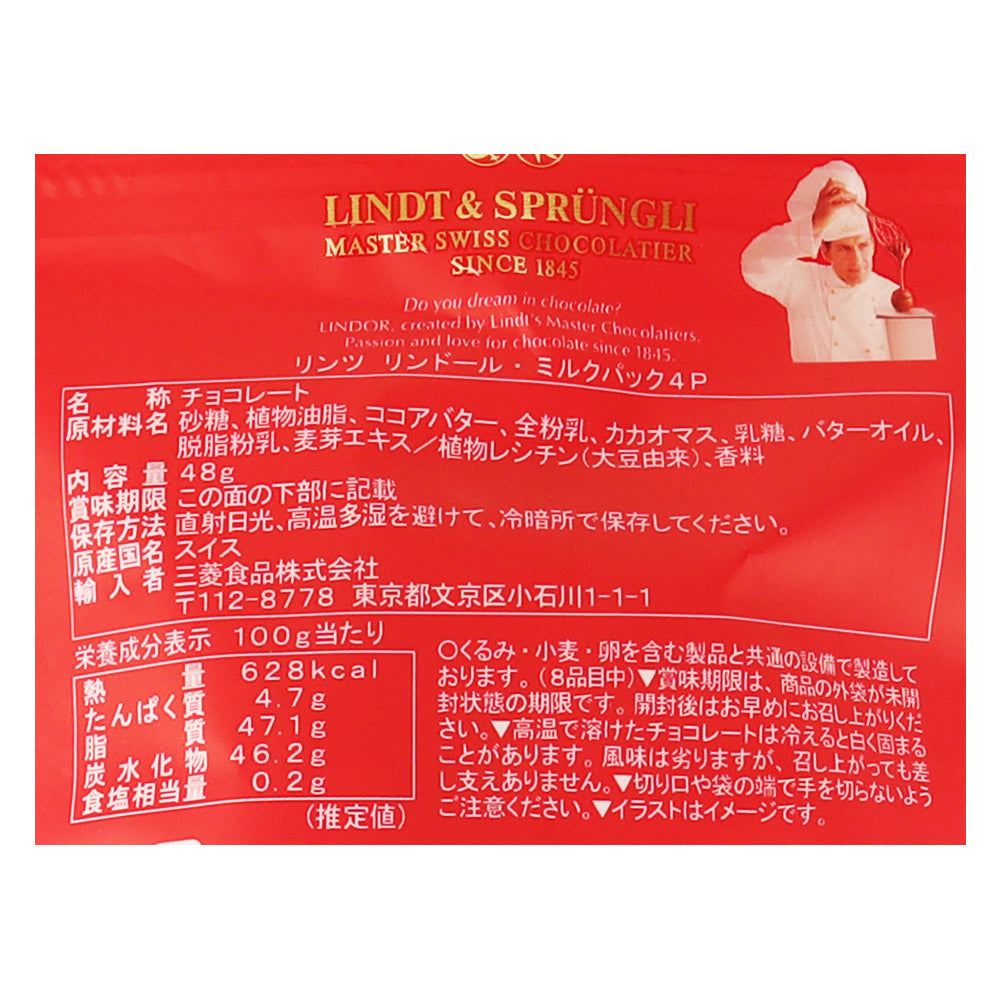 LINDT & SPRÜNGLI
MASTER SWISS CHOCOLATIER
SINCE 1845
Do you dream in chocolate?
LINDOR, created by Lindt's Master Chocolatiers.
Passion and love for chocolate since 1845.
リンツ リンドール・ミルクパック4P
名称 チョコレート
原材料名 砂糖、植物油脂、ココアバター、全粉乳、カカオマス、乳糖、バターオイル、
脱脂粉乳、麦芽エキス／植物レシチン(大豆由来)、香料
内容量 48g
賞味期限 この面の下部に記載
保存方法 直射日光、高温多湿を避けて、冷暗所で保存してください。
原産国名 スイス
輸入者 三菱食品株式会社
〒112-8778 東京都文京区小石川1-1-1
栄養成分表示 100g当たり
熱量 628kcal
たんぱく質 4.7g
脂質 47.1g
炭水化物 46.2g
食塩相当量 0.2g
(推定値)
〇くるみ・小麦・卵を含む製品と共通の設備で製造して
おります。(8品目中)▼賞味期限は、商品の外袋が未開
封状態の期限です。開封後はお早めにお召し上がりくだ
さい。▼高温で溶けたチョコレートは冷えると白く固まる
ことがあります。風味は劣りますが、召し上がっても差
し支えありません。▼切り口や袋の端で手を切らないよう
ご注意ください。▼イラストはイメージです。